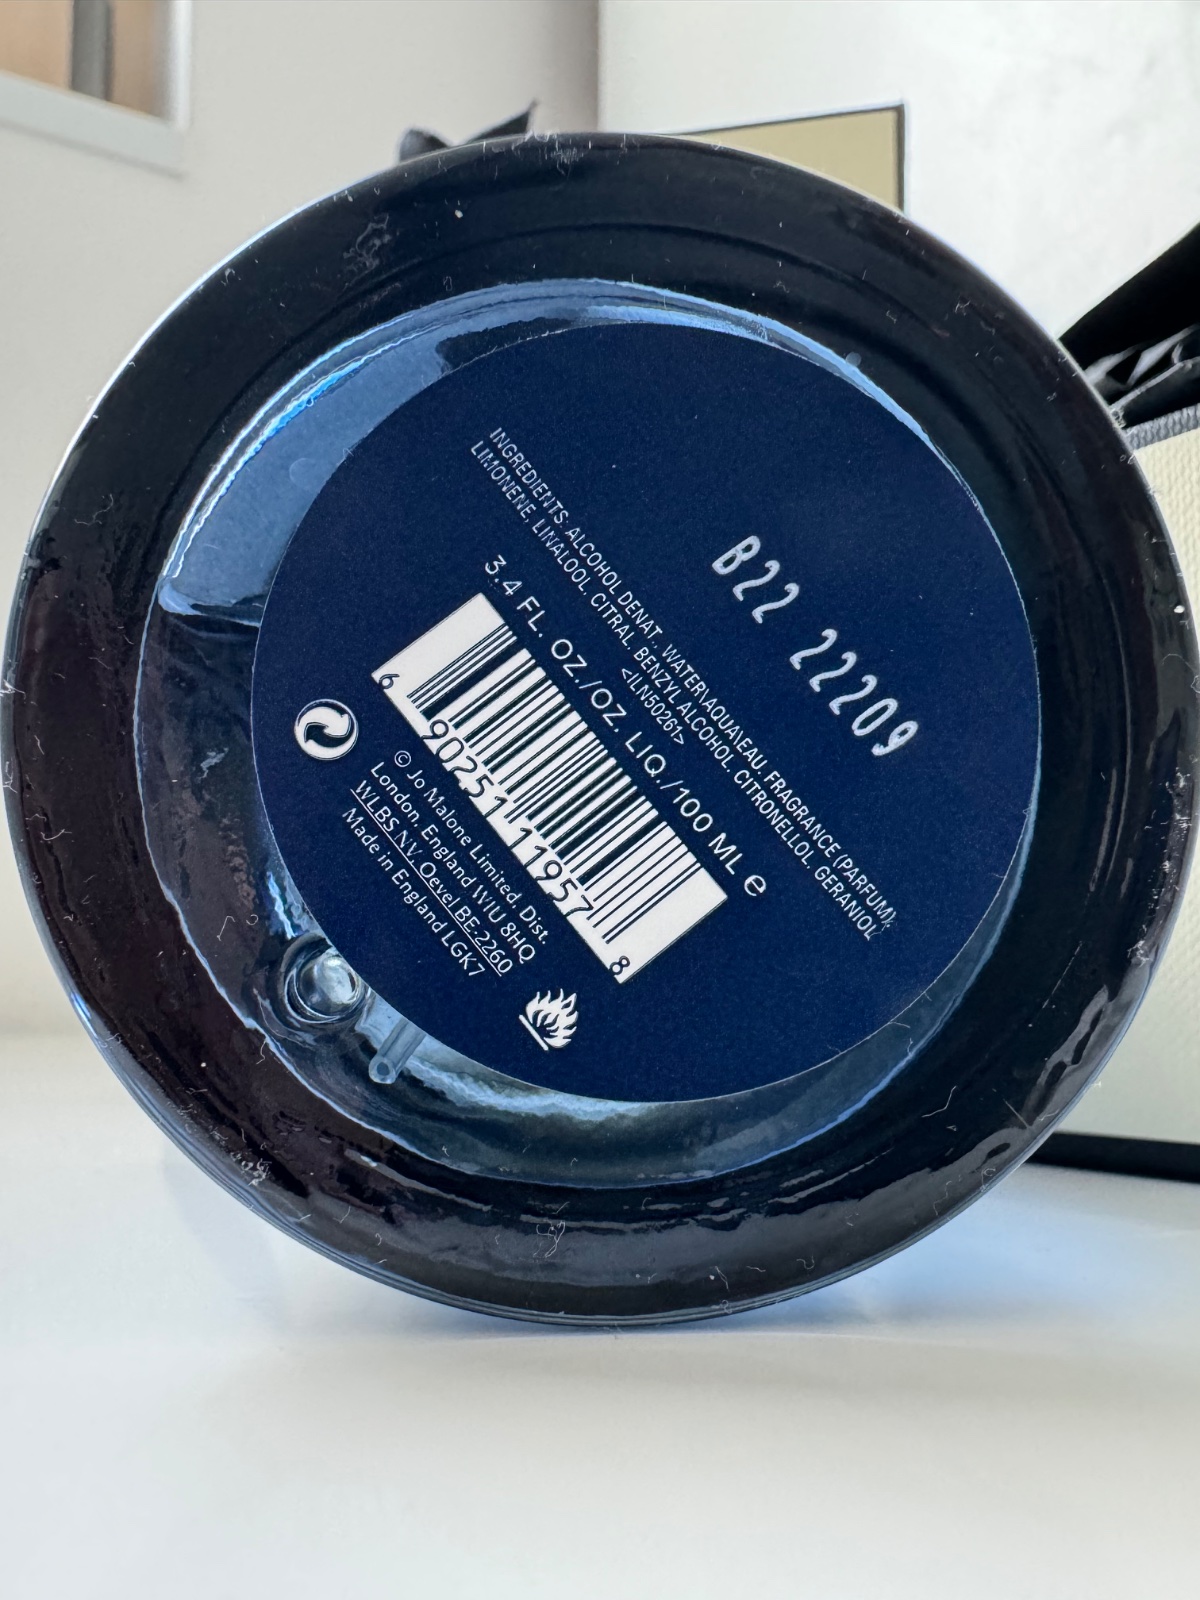 B22 22209
INGREDIENTS: ALCOHOL DENAT., WATER\AQUA\EAU, FRAGRANCE (PARFUM),
LIMONENE, LINALOOL, CITRAL, BENZYL ALCOHOL, CITRONELLOL, GERANIOL
<ILN50261>
3.4 FL. OZ./OZ. LIQ./100 ML ℮
6 90251 11957 8
© Jo Malone Limited, Dist.
London, England W1U 8HQ
WLBS NV. Oevel BE-2260
Made in England LGK7